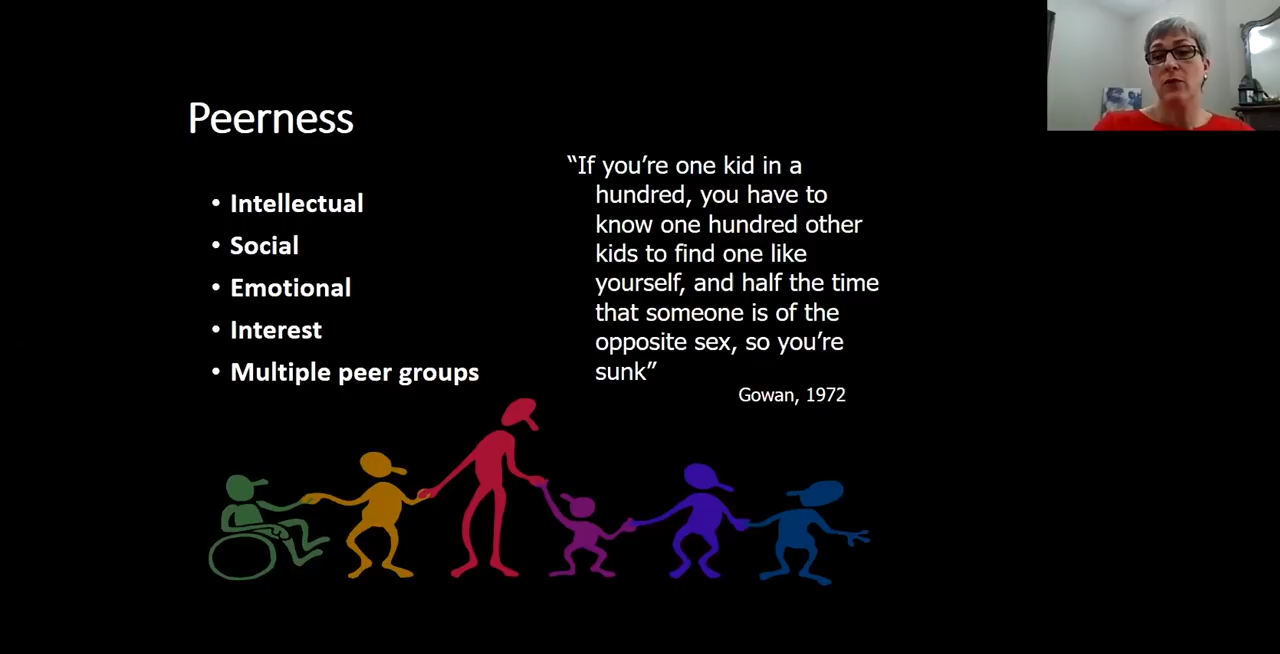 Peerness
• Intellectual
• Social
• Emotional
• Interest
• Multiple peer groups
“If you’re one kid in a
hundred, you have to
know one hundred other
kids to find one like
yourself, and half the time
that someone is of the
opposite sex, so you’re
sunk”
Gowan, 1972